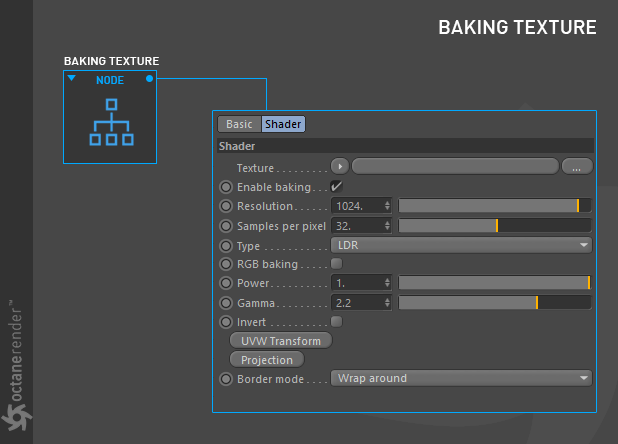 BAKING TEXTURE
BAKING TEXTURE
NODE
Basic Shader
Shader
Texture . . . . . . . . . ...
Enable baking . . .
Resolution . . . . . . 1024.
Samples per pixel 32.
Type . . . . . . . . . . . . LDR
RGB baking . . . . . .
Power . . . . . . . . . . 1.
Gamma . . . . . . . . . 2.2
Invert . . . . . . . . . . .
UVW Transform
Projection
Border mode . . . . Wrap around
octanerender™